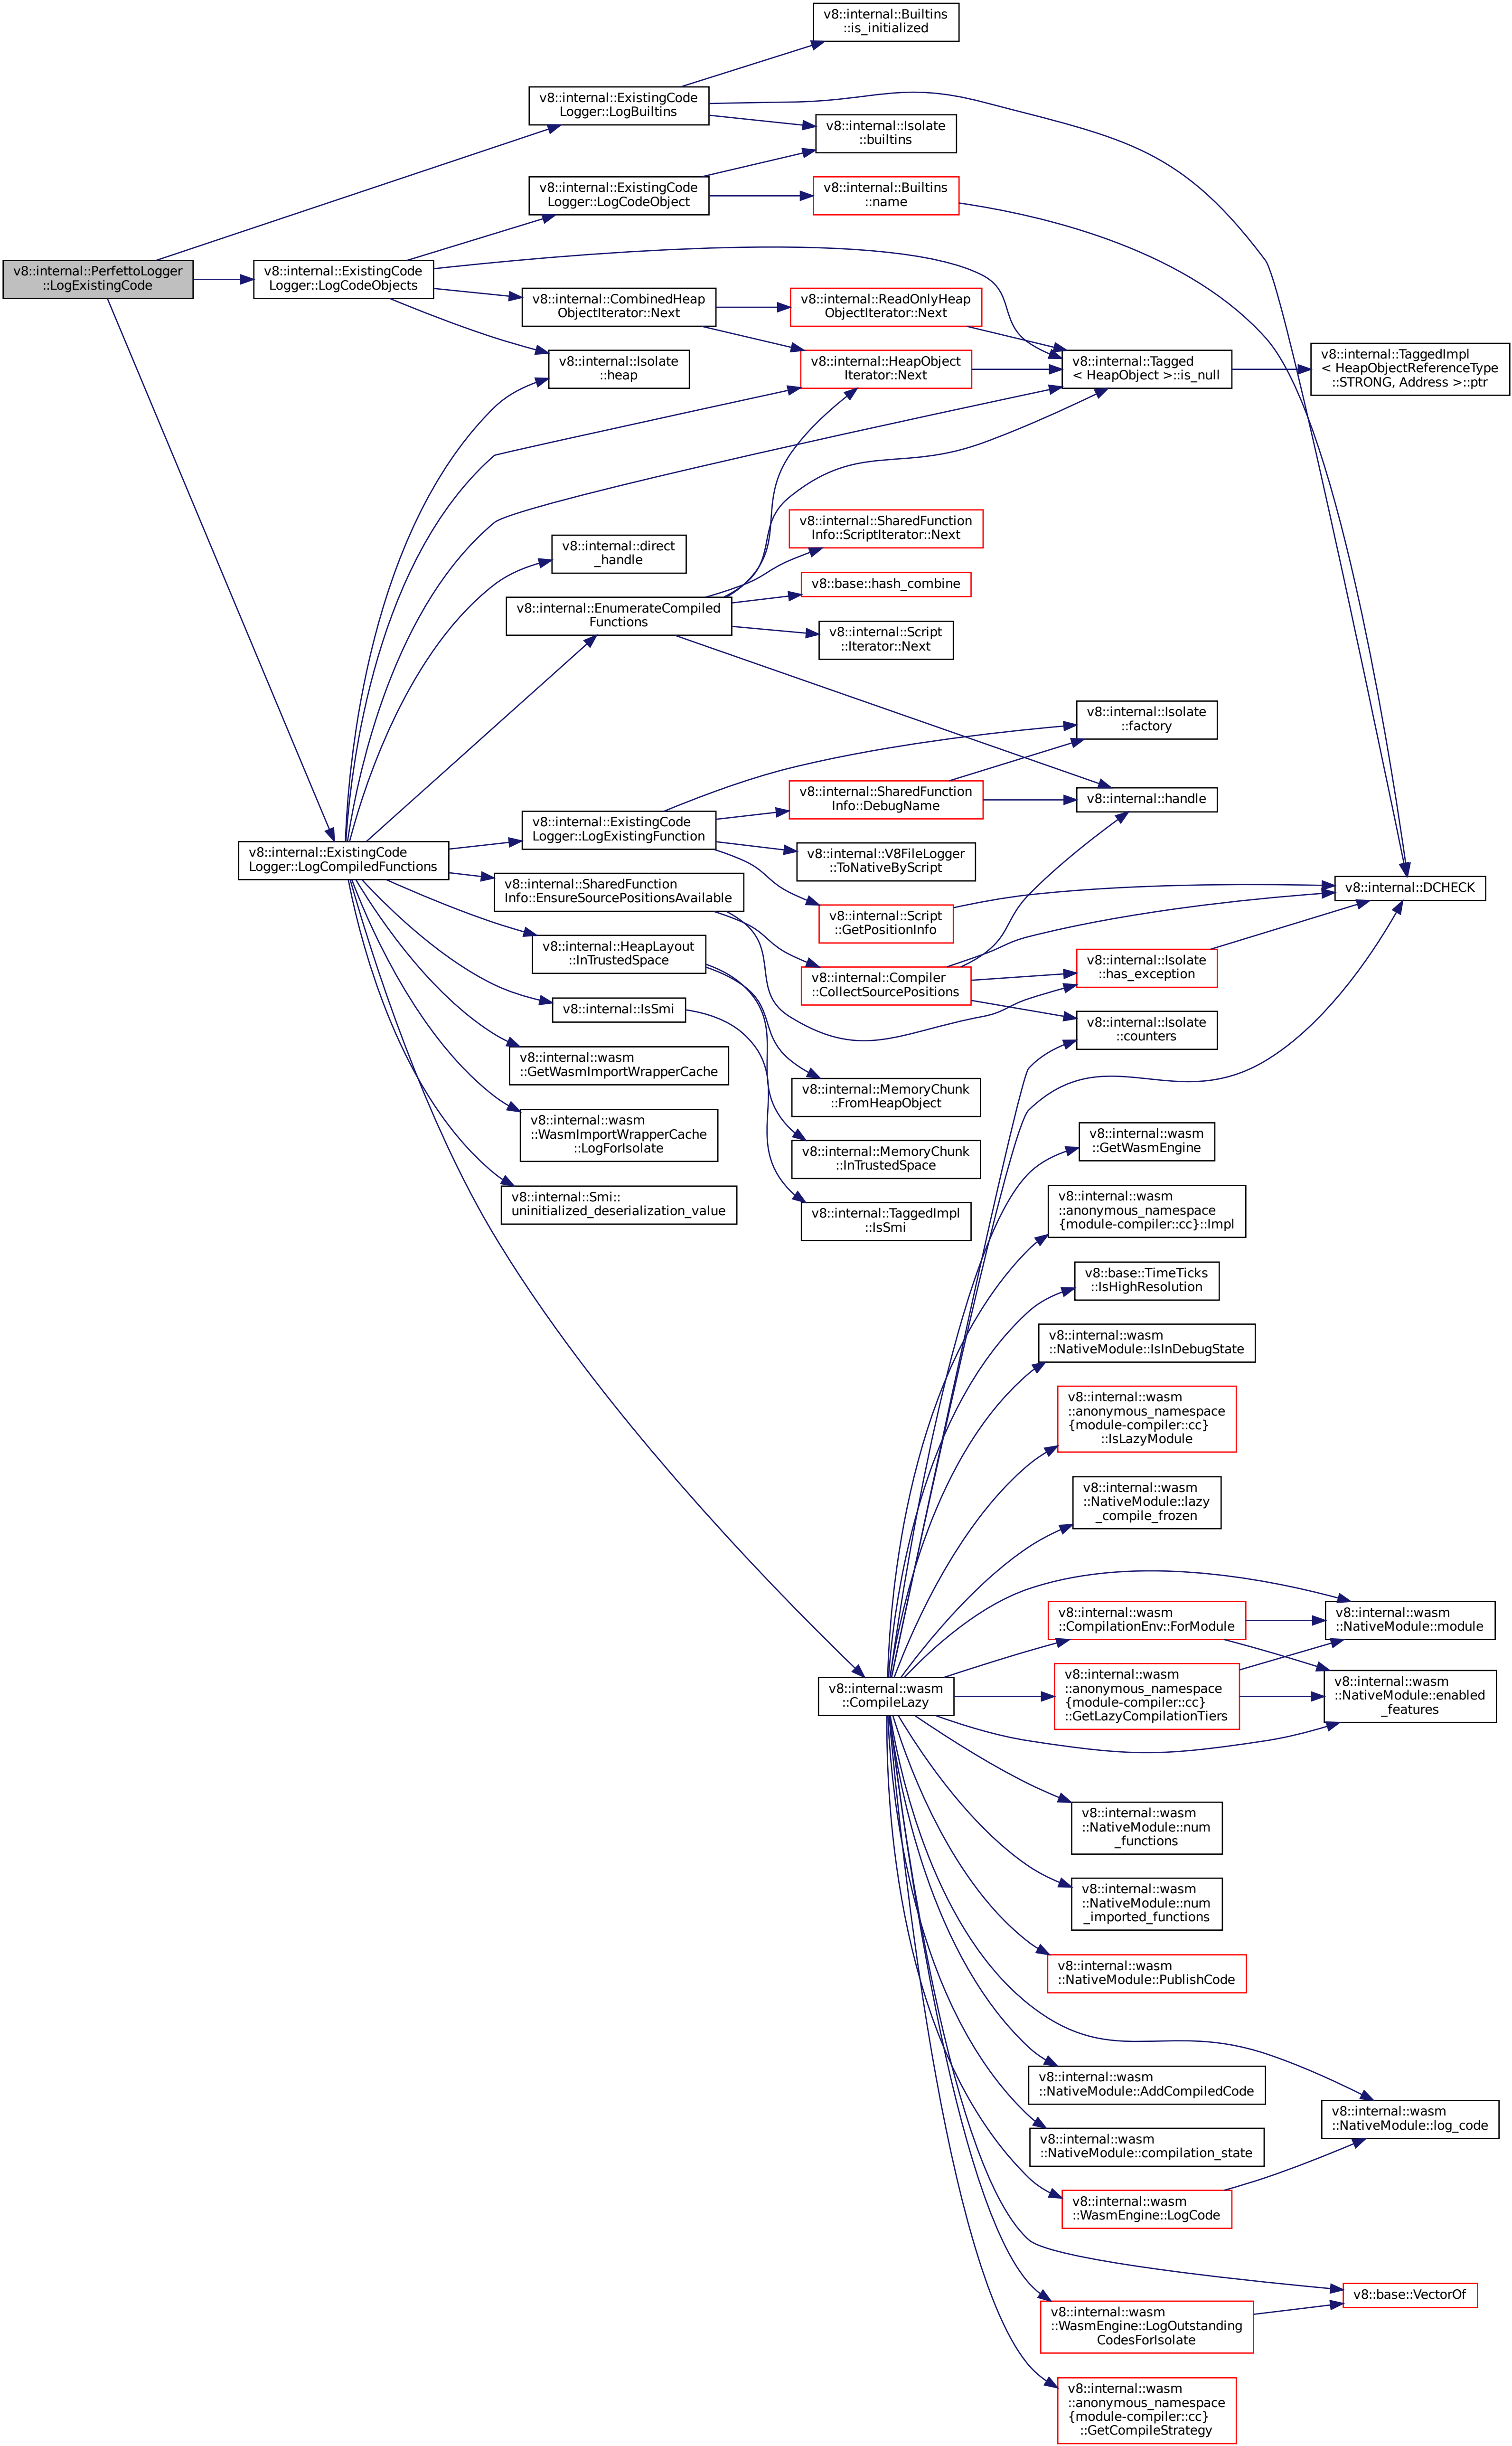 v8::internal::PerfettoLogger
::LogExistingCode
v8::internal::ExistingCode
Logger::LogBuiltins
v8::internal::Builtins
::is_initialized
v8::internal::Isolate
::builtins
v8::internal::ExistingCode
Logger::LogCodeObject
v8::internal::Builtins
::name
v8::internal::ExistingCode
Logger::LogCodeObjects
v8::internal::CombinedHeap
ObjectIterator::Next
v8::internal::ReadOnlyHeap
ObjectIterator::Next
v8::internal::Isolate
::heap
v8::internal::HeapObject
Iterator::Next
v8::internal::Tagged
< HeapObject >::is_null
v8::internal::TaggedImpl
< HeapObjectReferenceType
::STRONG, Address >::ptr
v8::internal::direct
_handle
v8::internal::SharedFunction
Info::ScriptIterator::Next
v8::base::hash_combine
v8::internal::EnumerateCompiled
Functions
v8::internal::Script
::Iterator::Next
v8::internal::Isolate
::factory
v8::internal::SharedFunction
Info::DebugName
v8::internal::handle
v8::internal::ExistingCode
Logger::LogExistingFunction
v8::internal::V8FileLogger
::ToNativeByScript
v8::internal::ExistingCode
Logger::LogCompiledFunctions
v8::internal::SharedFunction
Info::EnsureSourcePositionsAvailable
v8::internal::DCHECK
v8::internal::Script
::GetPositionInfo
v8::internal::HeapLayout
::InTrustedSpace
v8::internal::Compiler
::CollectSourcePositions
v8::internal::Isolate
::has_exception
v8::internal::IsSmi
v8::internal::Isolate
::counters
v8::internal::wasm
::GetWasmImportWrapperCache
v8::internal::MemoryChunk
::FromHeapObject
v8::internal::wasm
::WasmImportWrapperCache
::LogForIsolate
v8::internal::MemoryChunk
::InTrustedSpace
v8::internal::wasm
::GetWasmEngine
v8::internal::Smi::
uninitialized_deserialization_value
v8::internal::TaggedImpl
::IsSmi
v8::internal::wasm
::anonymous_namespace
{module-compiler::cc}::Impl
v8::base::TimeTicks
::IsHighResolution
v8::internal::wasm
::NativeModule::IsInDebugState
v8::internal::wasm
::anonymous_namespace
{module-compiler::cc}
::IsLazyModule
v8::internal::wasm
::NativeModule::lazy
_compile_frozen
v8::internal::wasm
::CompilationEnv::ForModule
v8::internal::wasm
::NativeModule::module
v8::internal::wasm
::CompileLazy
v8::internal::wasm
::anonymous_namespace
{module-compiler::cc}
::GetLazyCompilationTiers
v8::internal::wasm
::NativeModule::enabled
_features
v8::internal::wasm
::NativeModule::num
_functions
v8::internal::wasm
::NativeModule::num
_imported_functions
v8::internal::wasm
::NativeModule::PublishCode
v8::internal::wasm
::NativeModule::AddCompiledCode
v8::internal::wasm
::NativeModule::log_code
v8::internal::wasm
::NativeModule::compilation_state
v8::internal::wasm
::WasmEngine::LogCode
v8::base::VectorOf
v8::internal::wasm
::WasmEngine::LogOutstanding
CodesForIsolate
v8::internal::wasm
::anonymous_namespace
{module-compiler::cc}
::GetCompileStrategy